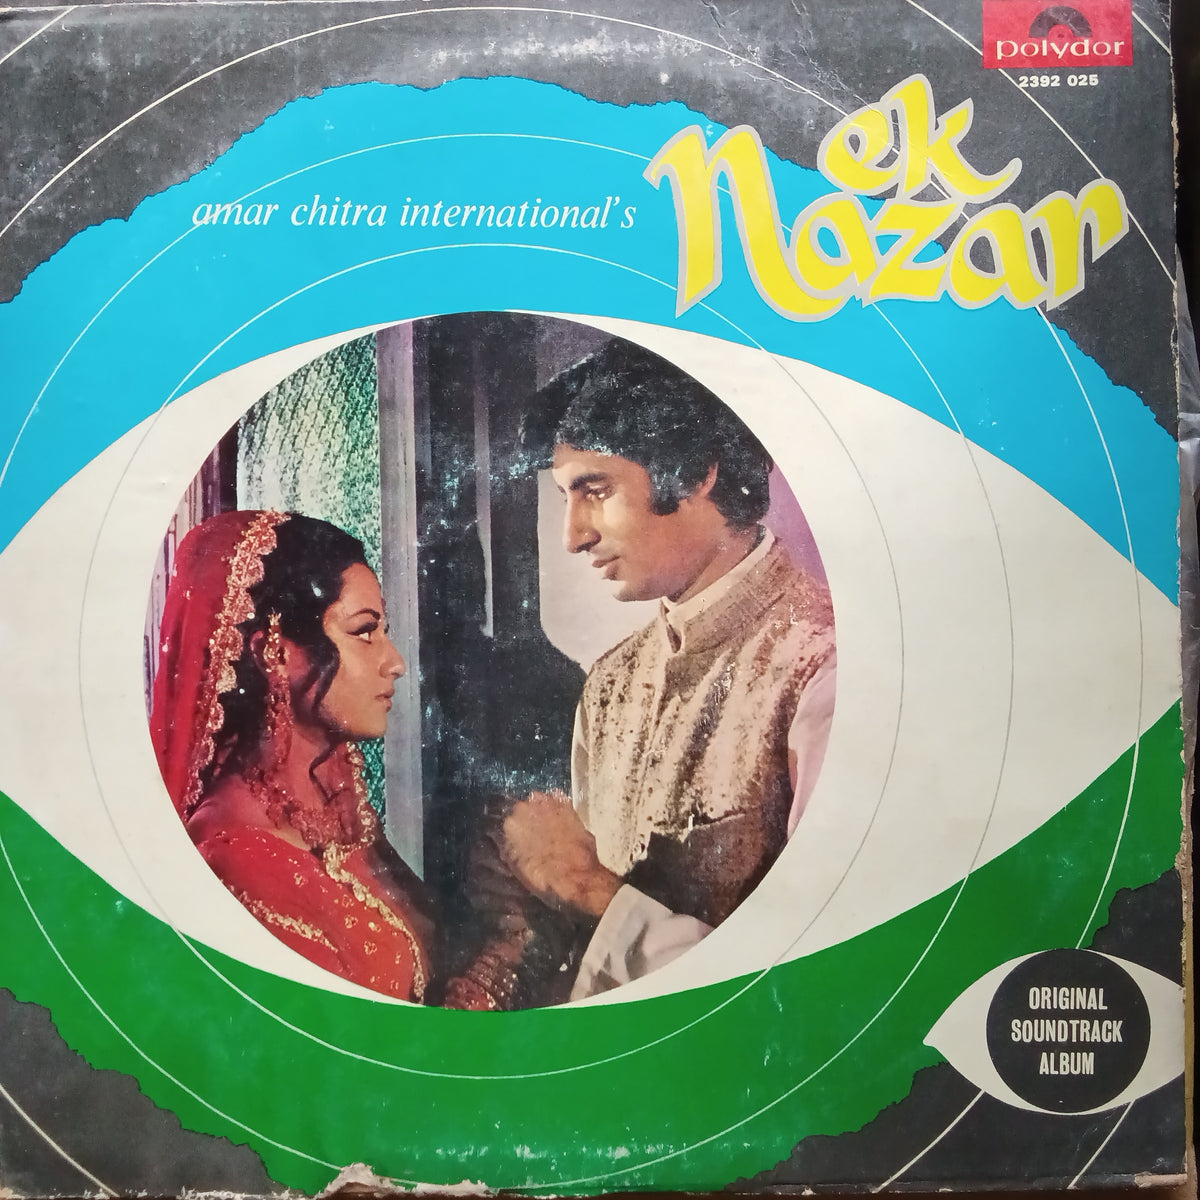 polydor
2392 025
ek
Nazar
amar chitra international's
ORIGINAL
SOUNDTRACK
ALBUM